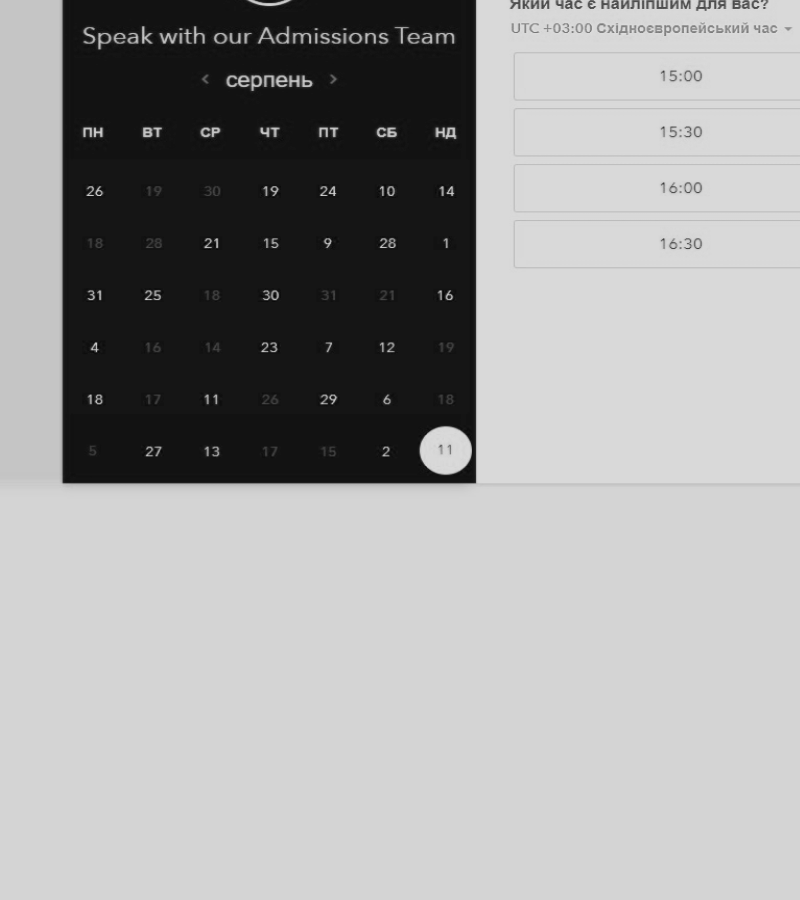 Який час є найліпшим для вас?
UTC +03:00 Східноєвропейський час
Speak with our Admissions Team
серпень
ПН ВТ СР ЧТ ПТ СБ НД
26 19 30 19 24 10 14
18 28 21 15 9 28 1
31 25 18 30 31 21 16
4 16 14 23 7 12 19
18 17 11 26 29 6 18
5 27 13 17 15 2 11
15:00
15:30
16:00
16:30